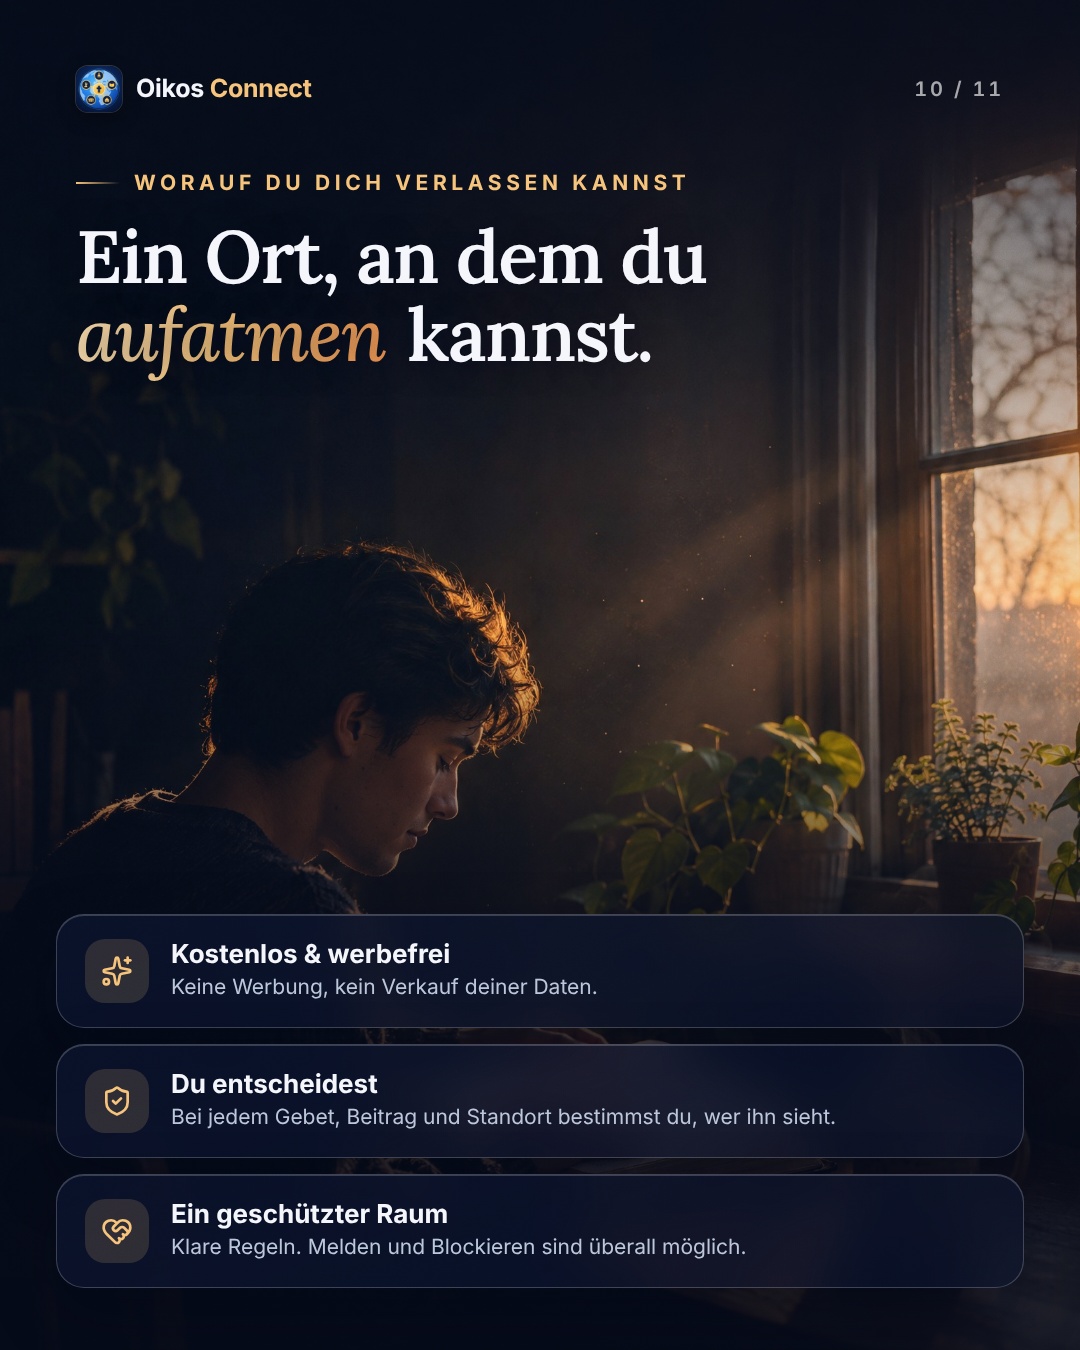 Oikos Connect
10 / 11
WORAUF DU DICH VERLASSEN KANNST
Ein Ort, an dem du
aufatmen kannst.
Kostenlos & werbefrei
Keine Werbung, kein Verkauf deiner Daten.
Du entscheidest
Bei jedem Gebet, Beitrag und Standort bestimmst du, wer ihn sieht.
Ein geschützter Raum
Klare Regeln. Melden und Blockieren sind überall möglich.